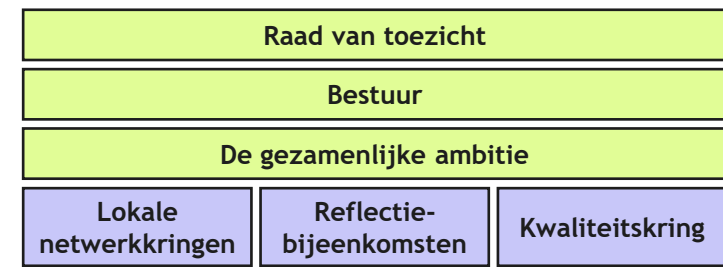 Raad van toezicht
Bestuur
De gezamenlijke ambitie
Lokale
netwerkkringen
Reflectie-
bijeenkomsten
Kwaliteitskring